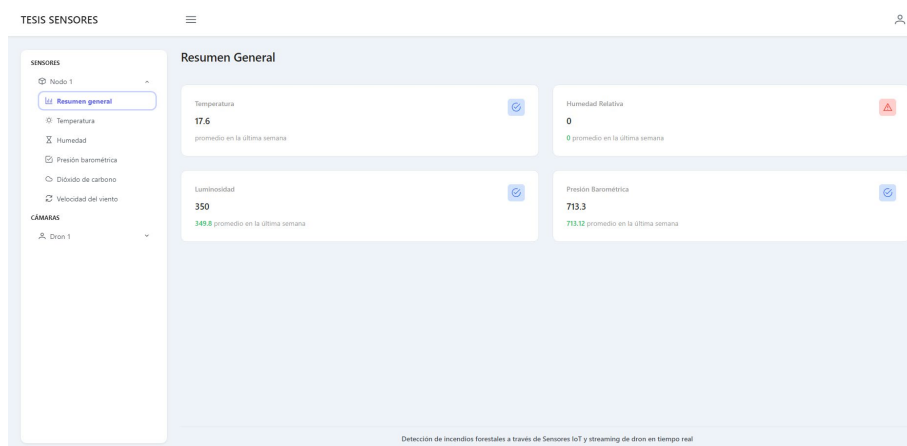 TESIS SENSORES
SENSORES
Nodo 1
Resumen general
Temperatura
Humedad
Presión barométrica
Dióxido de carbono
Velocidad del viento
CÁMARAS
Dron 1
Resumen General
Temperatura
17.6
promedio en la última semana
Humedad Relativa
0
0 promedio en la última semana
Luminosidad
350
349.8 promedio en la última semana
Presión Barométrica
713.3
713.12 promedio en la última semana
Detección de incendios forestales a través de Sensores IoT y streaming de dron en tiempo real